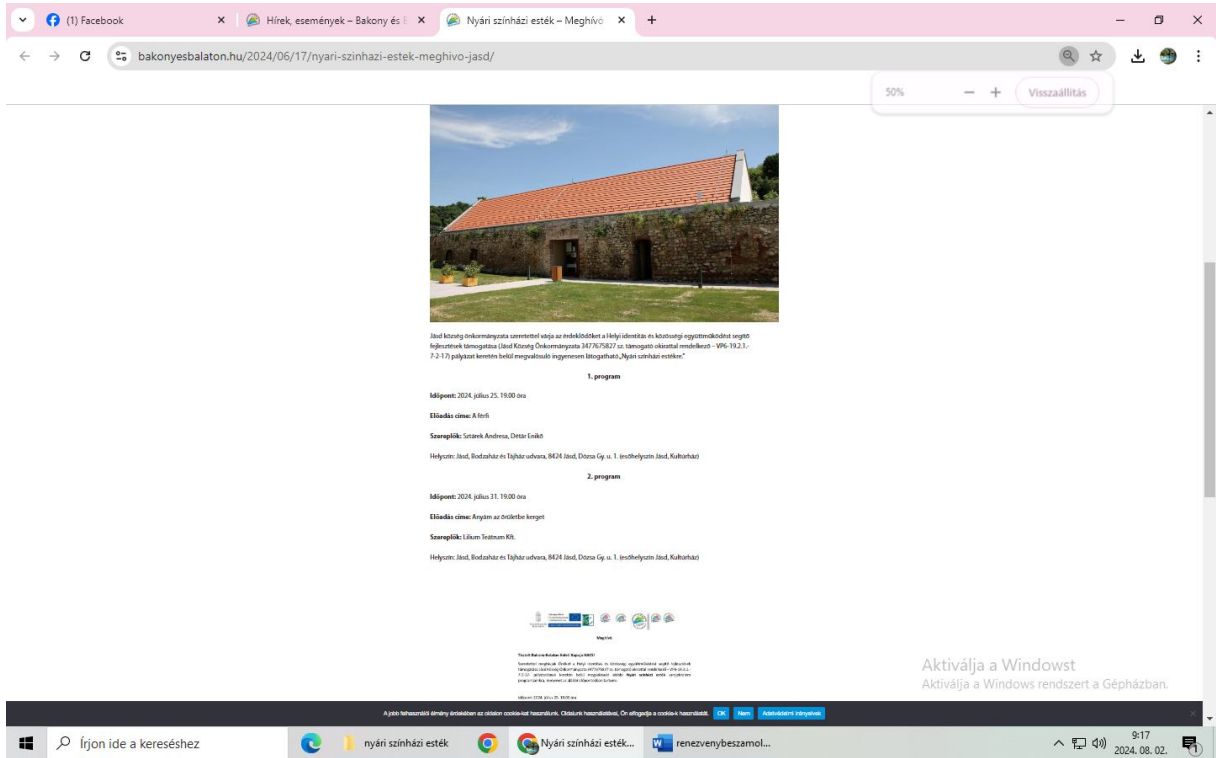 (1) Facebook
Hírek, események – Bakony és
Nyári színházi esték – Meghívó
bakonyesbalaton.hu/2024/06/17/nyari-szinhazi-estek-meghivo-jasd/
50%
Visszaállítás
Jásd község önkormányzata szeretettel várja az érdeklődőket a Helyi identitás és közösségi együttműködést segítő
fejlesztések támogatása (Jásd Község Önkormányzata 3477675827 sz. támogató okirattal rendelkező – VP6-19.2.1.-
7-2-17) pályázat keretén belül megvalósuló ingyenesen látogatható „Nyári színházi estékre."
1. program
Időpont: 2024. július 25. 19.00 óra
Előadás címe: A férfi
Szereplők: Sztárek Andresa, Détár Enikő
Helyszín: Jásd, Bodzaház és Tájház udvara, 8424 Jásd, Dózsa Gy. u. 1. (esőhelyszín Jásd, Kultúrház)
2. program
Időpont: 2024. július 31. 19.00 óra
Előadás címe: Anyám az őrületbe kerget
Szereplők: Lilium Teátrum Kft.
Helyszín: Jásd, Bodzaház és Tájház udvara, 8424 Jásd, Dózsa Gy. u. 1. (esőhelyszín Jásd, Kultúrház)
Meghívó
Aktiválja a Windowst
Aktiválja a Windows rendszert a Gépházban.
A jobb felhasználói élmény érdekében az oldalon cookie-kat használunk. Oldalunk használatával, Ön elfogadja a cookie-k használatát. OK Nem Adatvédelmi irányelvek
Írjon ide a kereséshez
nyári színházi esték
Nyári színházi esték...
renezvenybeszamol...
9:17
2024. 08. 02.
1